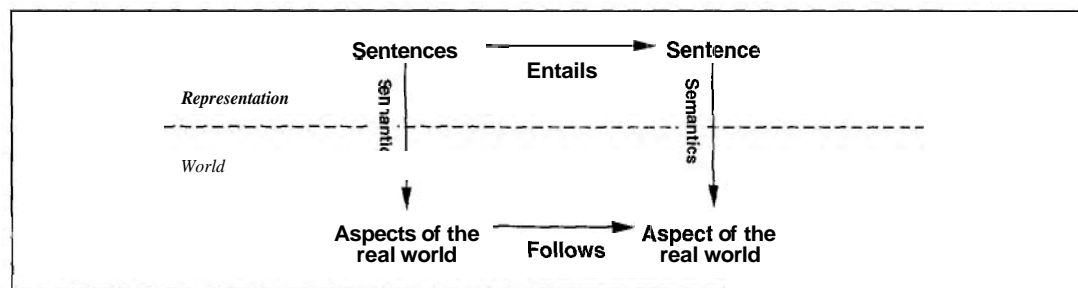 Sentences
Sentence
Entails
Semantics
Representation
World
Aspects of the
real world
Follows
Aspect of the
real world